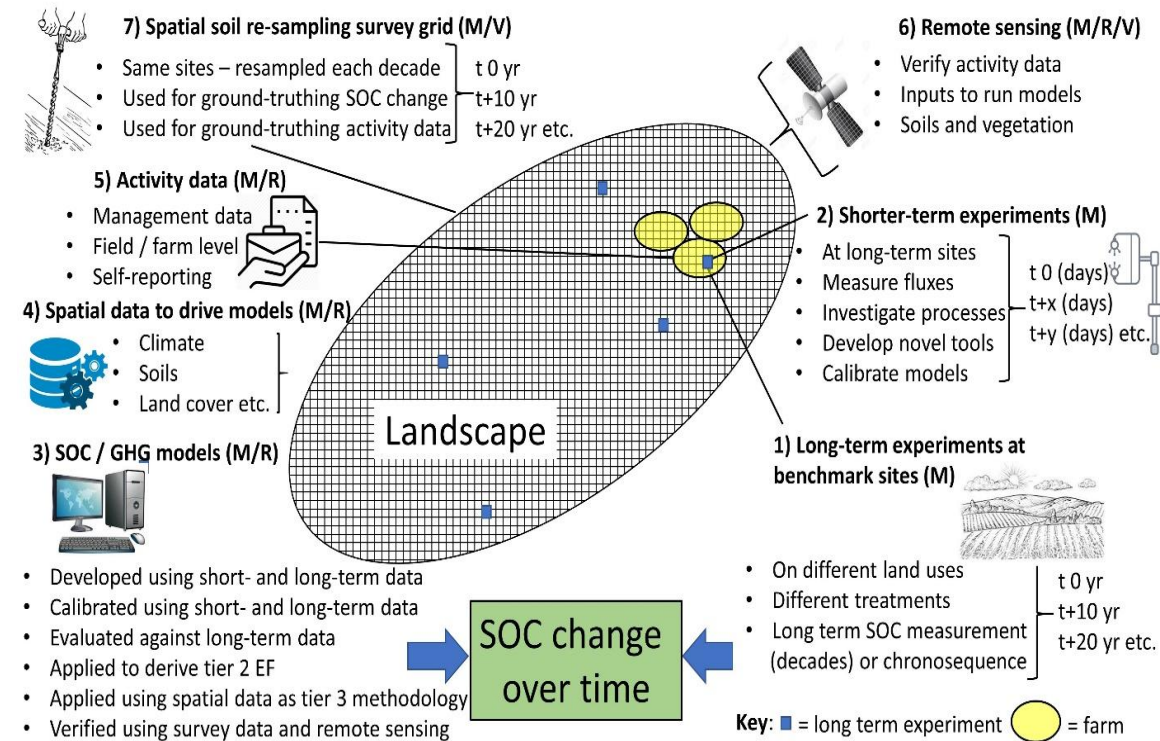 7) Spatial soil re-sampling survey grid (M/V)
• Same sites – resampled each decade
• Used for ground-truthing SOC change
• Used for ground-truthing activity data
t 0 yr
t+10 yr
t+20 yr etc.
6) Remote sensing (M/R/V)
• Verify activity data
• Inputs to run models
• Soils and vegetation
5) Activity data (M/R)
• Management data
• Field / farm level
• Self-reporting
2) Shorter-term experiments (M)
• At long-term sites
• Measure fluxes
• Investigate processes
• Develop novel tools
• Calibrate models
t 0 (days)
t+x (days)
t+y (days) etc.
4) Spatial data to drive models (M/R)
• Climate
• Soils
• Land cover etc.
Landscape
3) SOC / GHG models (M/R)
• Developed using short- and long-term data
• Calibrated using short- and long-term data
• Evaluated against long-term data
• Applied to derive tier 2 EF
• Applied using spatial data as tier 3 methodology
• Verified using survey data and remote sensing
1) Long-term experiments at
benchmark sites (M)
• On different land uses
• Different treatments
• Long term SOC measurement
(decades) or chronosequence
t 0 yr
t+10 yr
t+20 yr etc.
SOC change
over time
Key: = long term experiment = farm